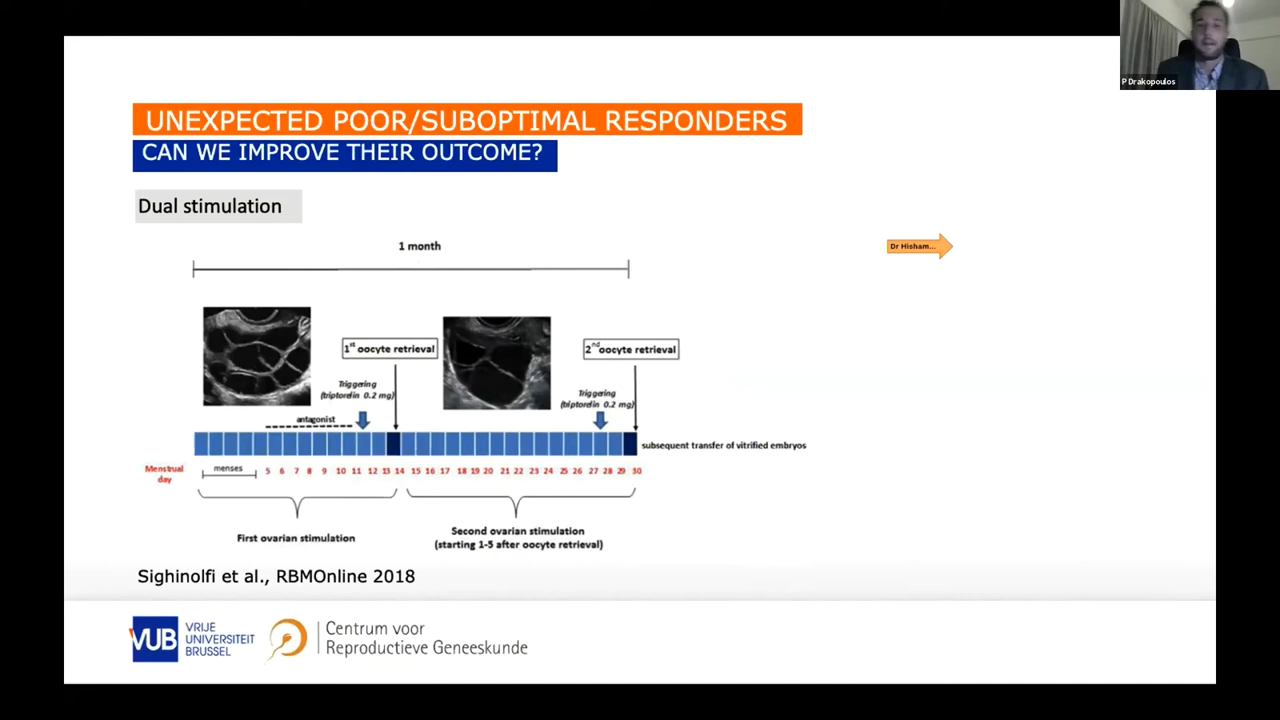 P Drakopoulos
UNEXPECTED POOR/SUBOPTIMAL RESPONDERS
CAN WE IMPROVE THEIR OUTCOME?
Dual stimulation
1 month
Dr Hisham...
1st oocyte retrieval
2nd oocyte retrieval
Triggering
(triptorelin 0.2 mg)
Triggering
(triptorelin 0.2 mg)
antagonist
subsequent transfer of vitrified embryos
Menstrual
day
menses
5 6 7 8 9 10 11 12 13 14 15 16 17 18 19 20 21 22 23 24 25 26 27 28 29 30
First ovarian stimulation
Second ovarian stimulation
(starting 1-5 after oocyte retrieval)
Sighinolfi et al., RBMOnline 2018
VUB
VRIJE
UNIVERSITEIT
BRUSSEL
Centrum voor
Reproductieve Geneeskunde